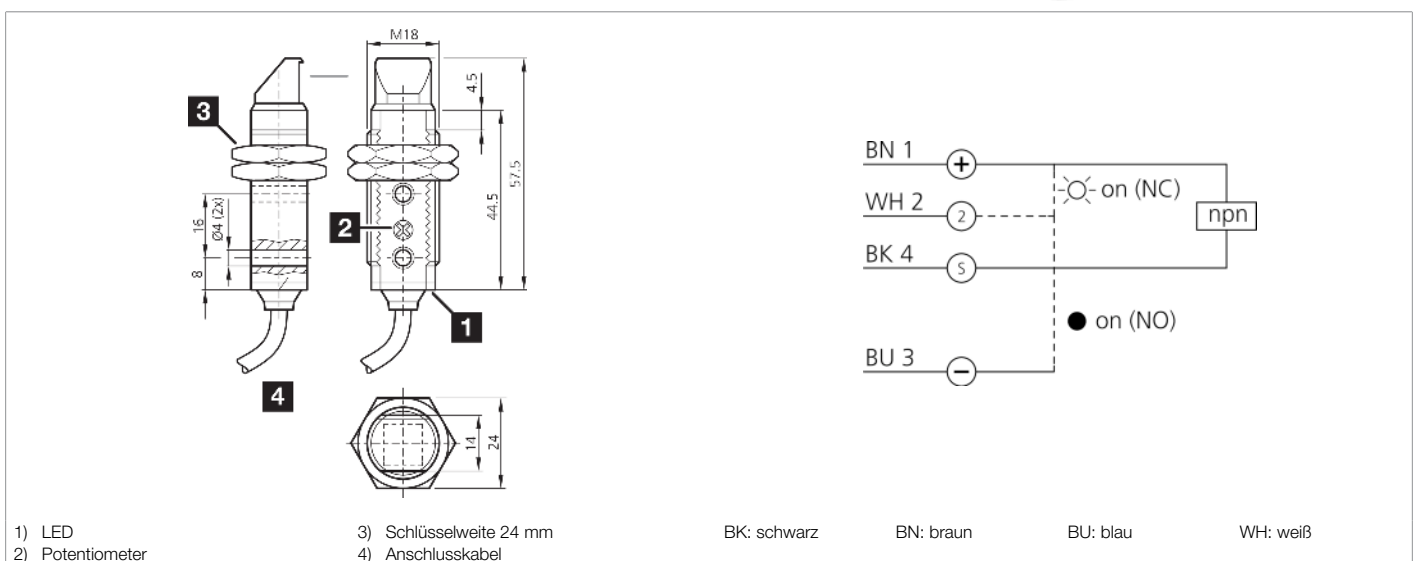 M18
4.5
3
57.5
44.5
16
Ø4 (2x)
8
2
1
4
14
24
BN 1
+
on (NC)
WH 2
2
npn
BK 4
S
on (NO)
BU 3
−
1) LED
2) Potentiometer
3) Schlüsselweite 24 mm
4) Anschlusskabel
BK: schwarz
BN: braun
BU: blau
WH: weiß